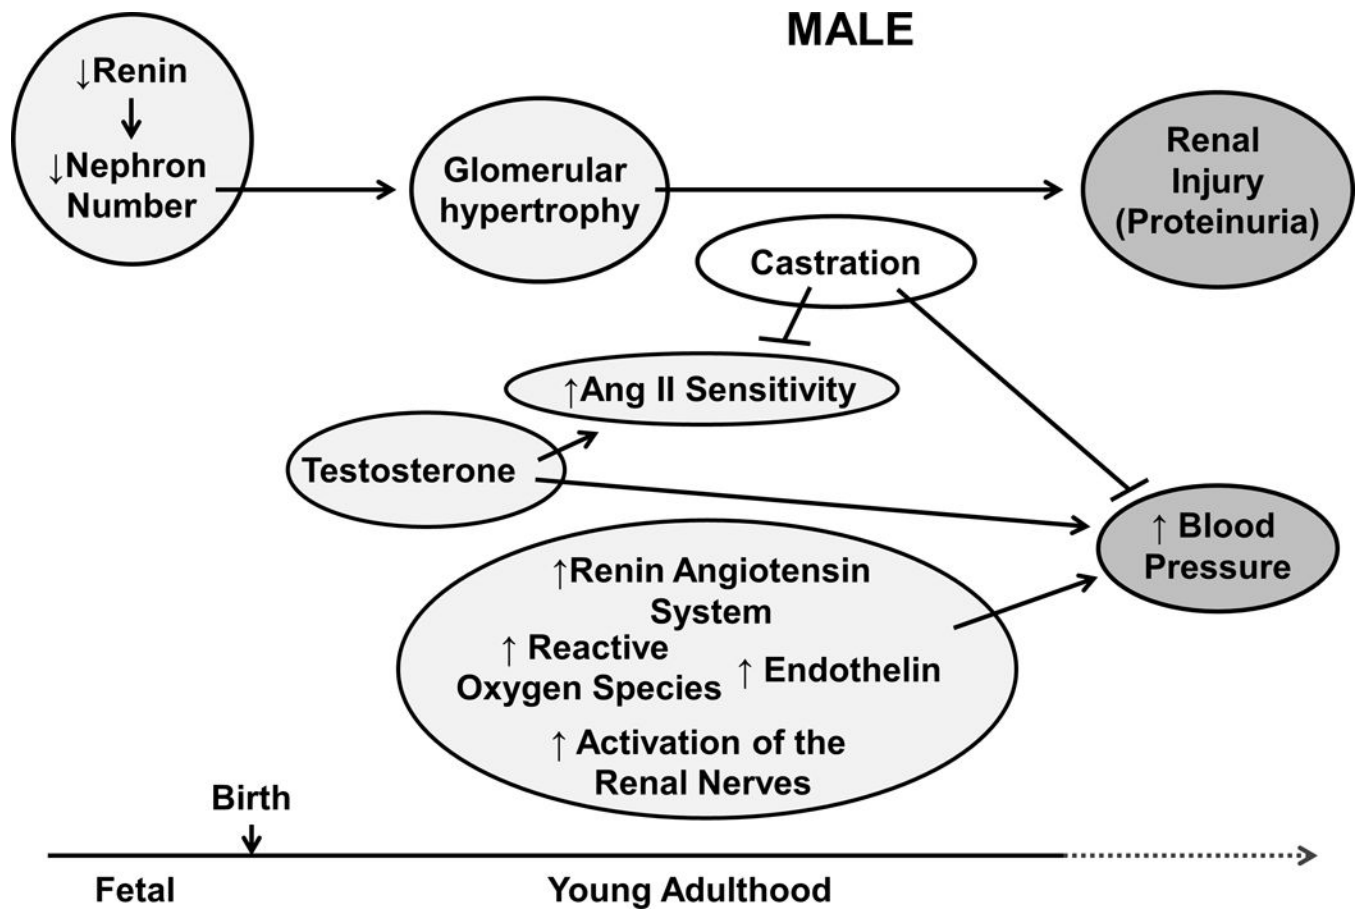 MALE
↓Renin
↓Nephron
Number
Glomerular
hypertrophy
Renal
Injury
(Proteinuria)
Castration
↑Ang II Sensitivity
Testosterone
↑ Blood
Pressure
↑Renin Angiotensin
System
↑ Reactive
Oxygen Species
↑ Endothelin
↑ Activation of the
Renal Nerves
Birth
Fetal
Young Adulthood